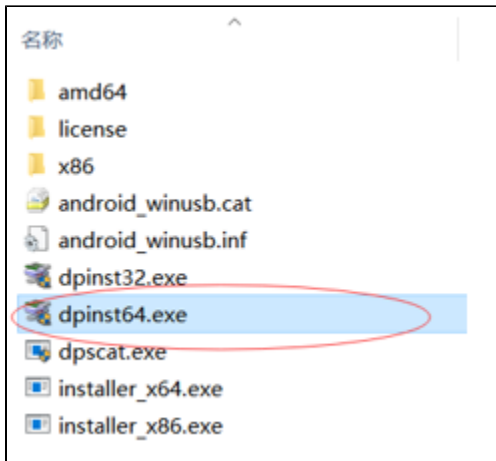 名称
amd64
license
x86
android_winusb.cat
android_winusb.inf
dpinst32.exe
dpinst64.exe
dpscat.exe
installer_x64.exe
installer_x86.exe